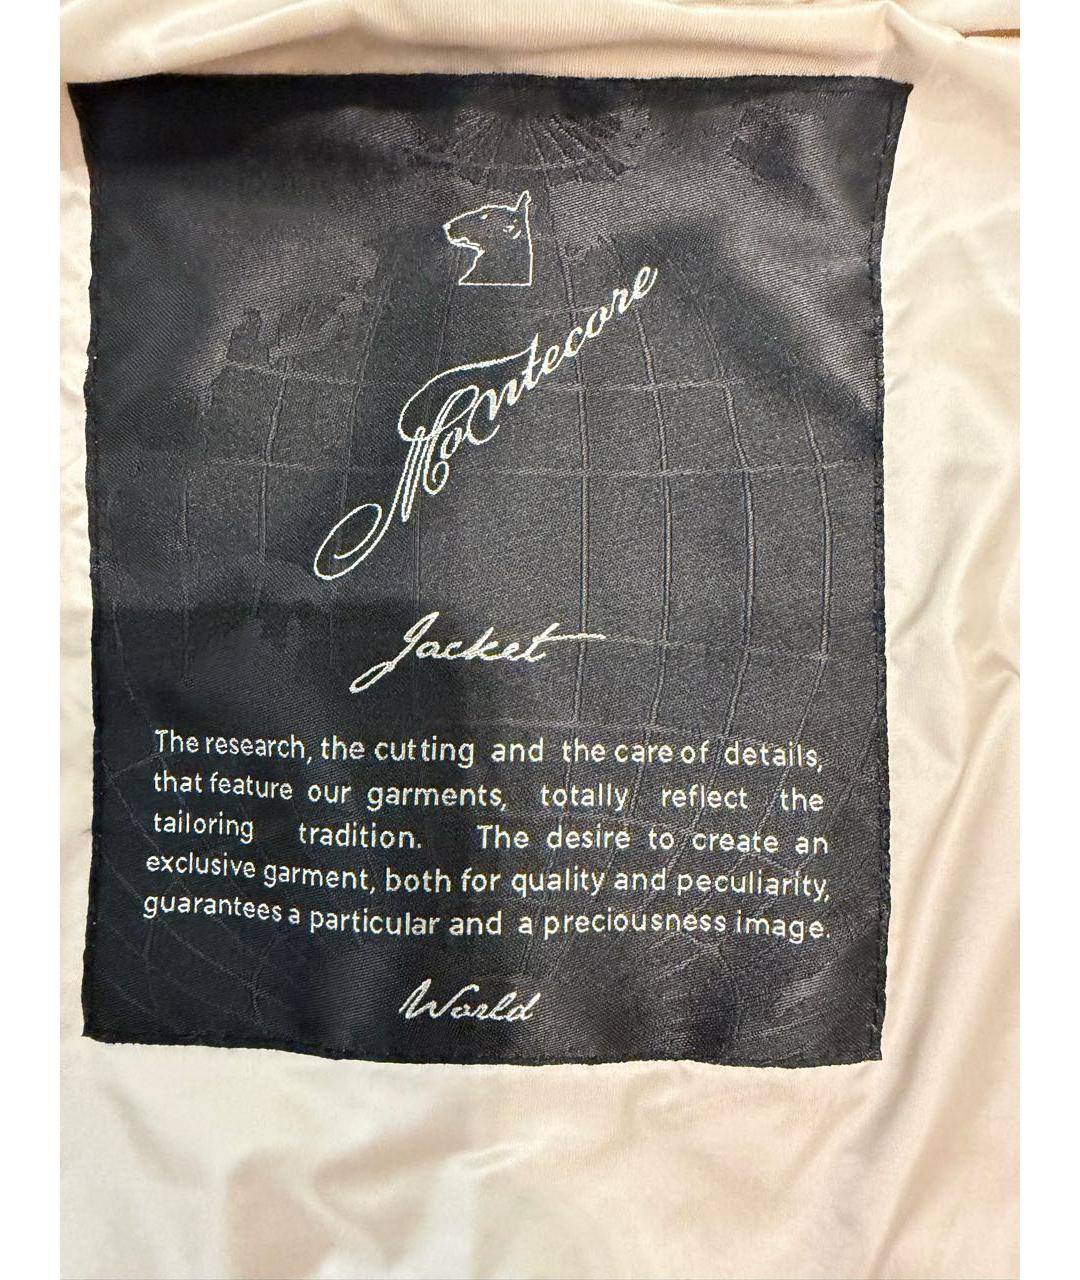 Montecore
Jacket
The research, the cutting and the care of details,
that feature our garments, totally reflect the
tailoring tradition. The desire to create an
exclusive garment, both for quality and peculiarity,
guarantees a particular and a preciousness image.
World